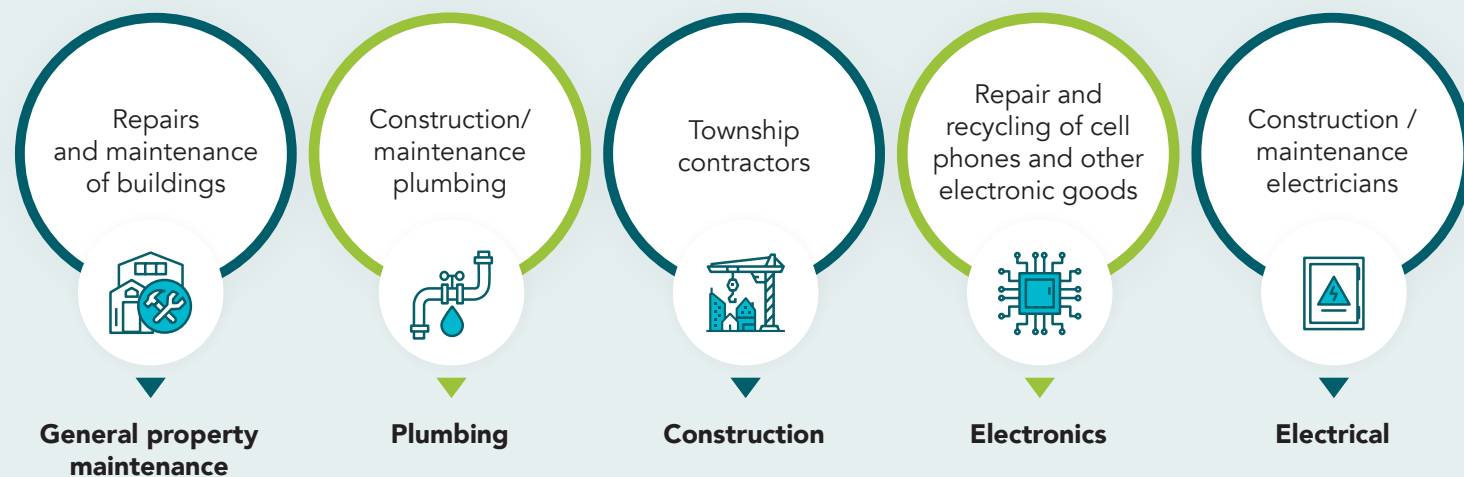 Repairs
and maintenance
of buildings
General property
maintenance
Construction/
maintenance
plumbing
Plumbing
Township
contractors
Construction
Repair and
recycling of cell
phones and other
electronic goods
Electronics
Construction /
maintenance
electricians
Electrical